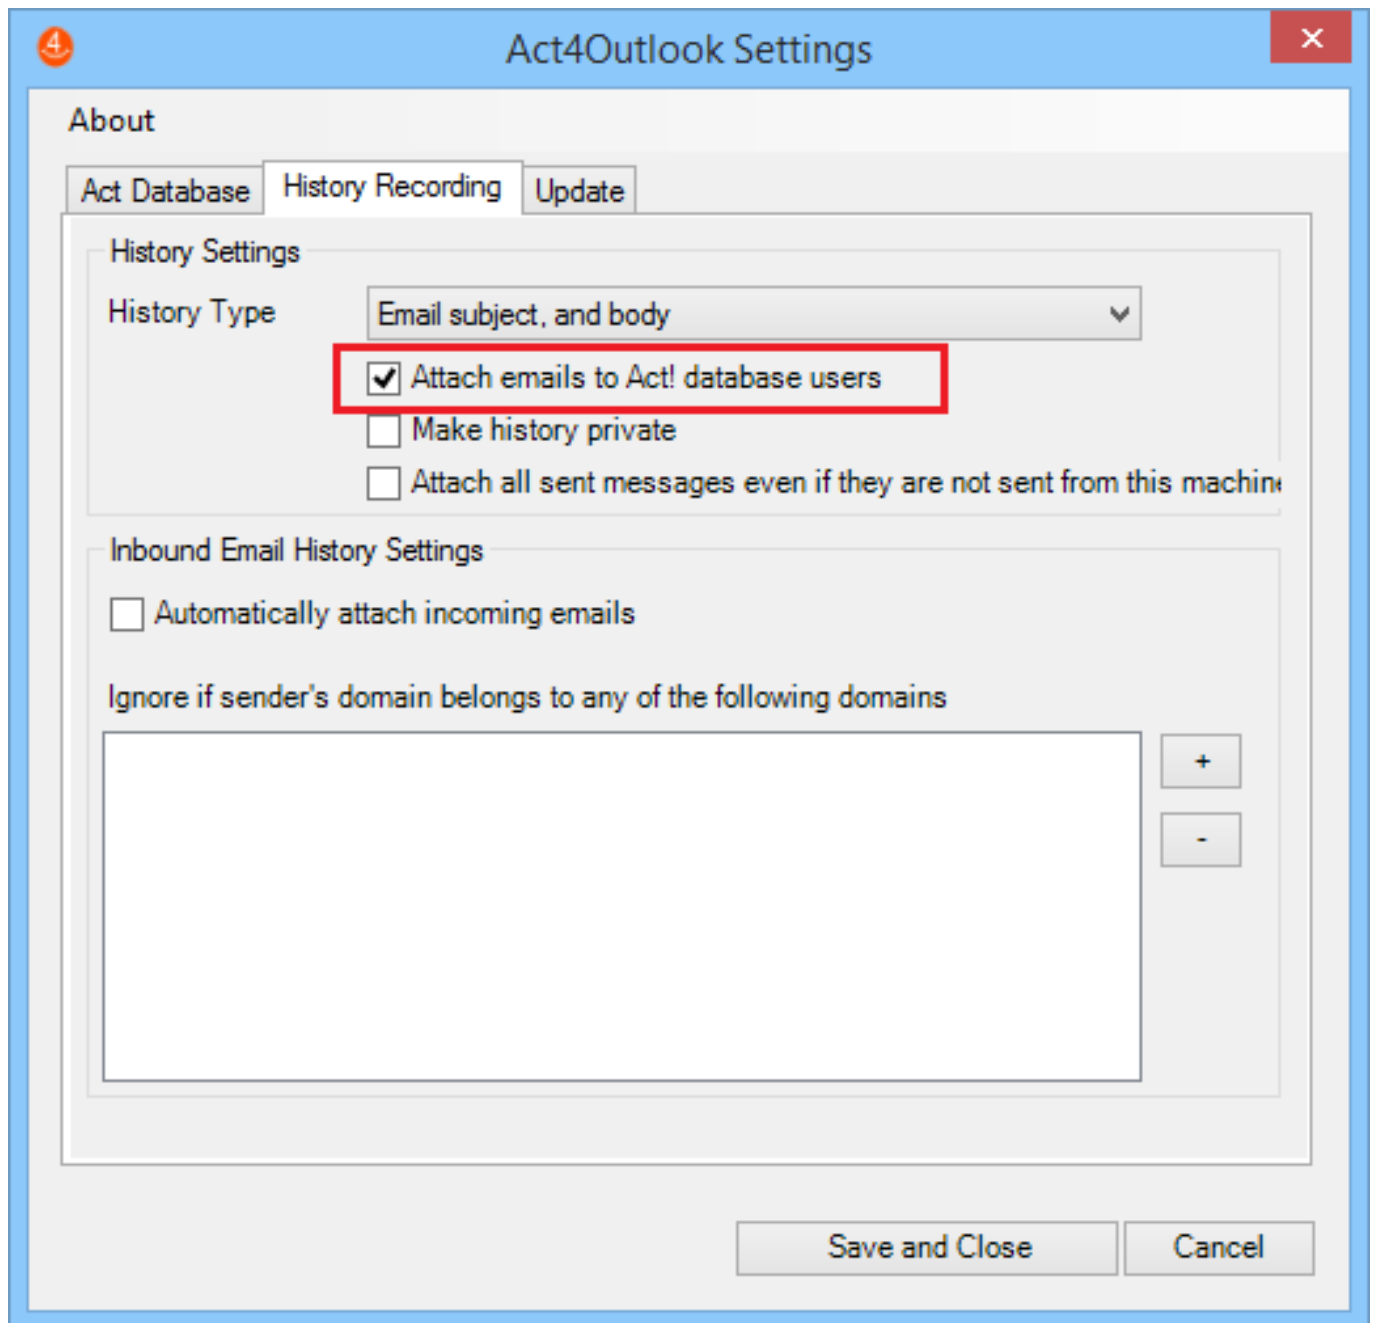 4
Act4Outlook Settings
×
About
Act Database
History Recording
Update
History Settings
History Type
Email subject, and body
Attach emails to Act! database users
Make history private
Attach all sent messages even if they are not sent from this machine
Inbound Email History Settings
Automatically attach incoming emails
Ignore if sender's domain belongs to any of the following domains
+
-
Save and Close
Cancel